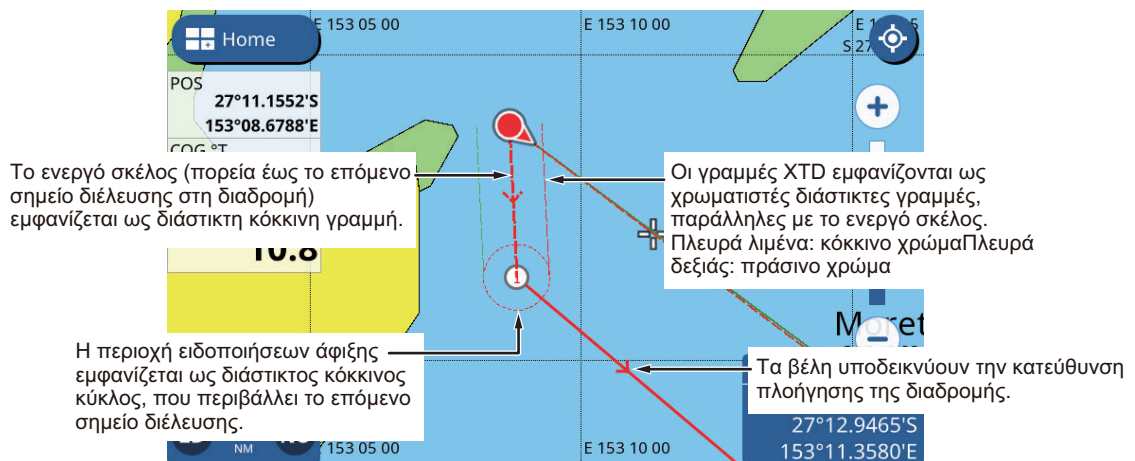 Home
E 153 05 00
E 153 10 00
S 27
POS
27°11.1552'S
153°08.6788'E
COG °T
Το ενεργό σκέλος (πορεία έως το επόμενο
σημείο διέλευσης στη διαδρομή)
εμφανίζεται ως διάστικτη κόκκινη γραμμή.
Οι γραμμές XTD εμφανίζονται ως
χρωματιστές διάστικτες γραμμές,
παράλληλες με το ενεργό σκέλος.
Πλευρά λιμένα: κόκκινο χρώμαΠλευρά
δεξιάς: πράσινο χρώμα
10.8
1
Η περιοχή ειδοποιήσεων άφιξης
εμφανίζεται ως διάστικτος κόκκινος
κύκλος, που περιβάλλει το επόμενο
σημείο διέλευσης.
Τα βέλη υποδεικνύουν την κατεύθυνση
πλοήγησης της διαδρομής.
NM
153 05 00
E 153 10 00
27°12.9465'S
153°11.3580'E